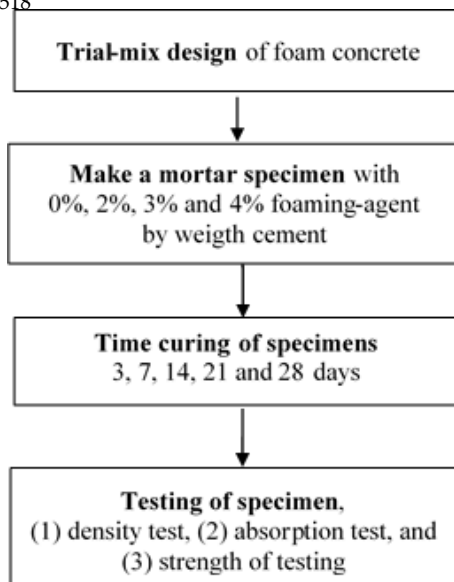 518
Trial-mix design of foam concrete
Make a mortar specimen with
0%, 2%, 3% and 4% foaming-agent
by weigth cement
Time curing of specimens
3, 7, 14, 21 and 28 days
Testing of specimen,
(1) density test, (2) absorption test, and
(3) strength of testing